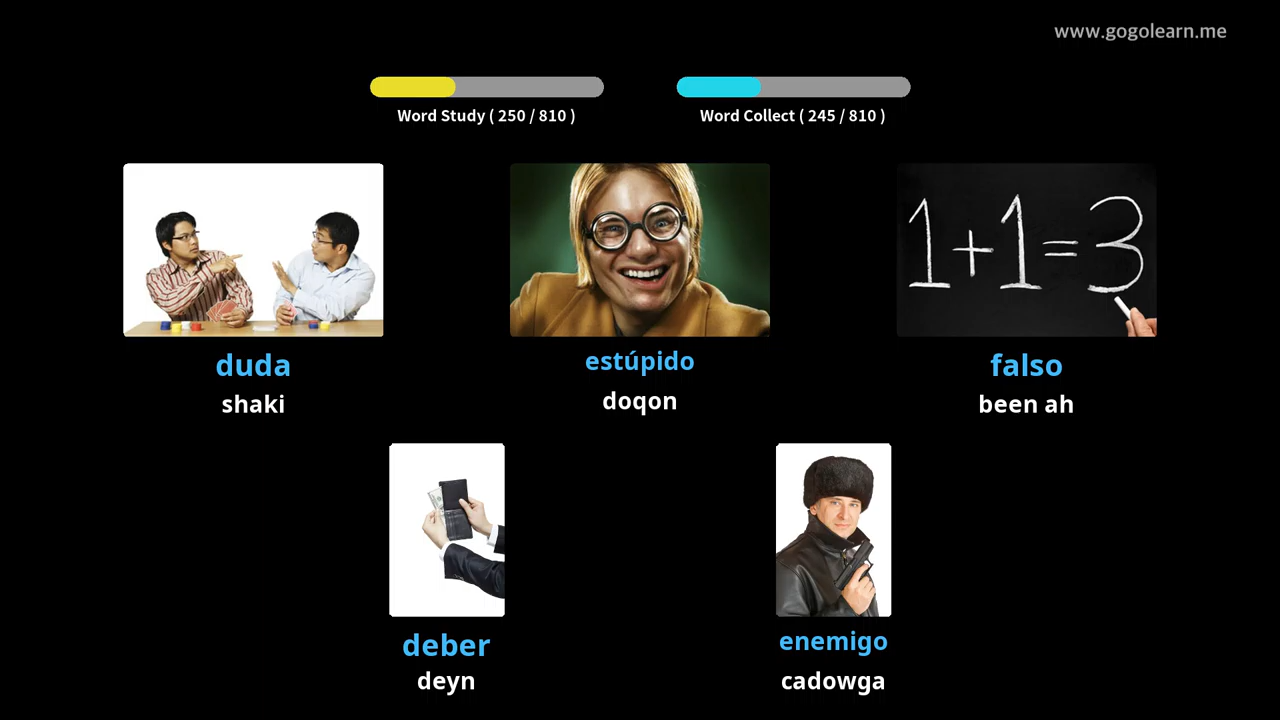 www.gogolearn.me
Word Study ( 250 / 810 )
Word Collect ( 245 / 810 )
1+1=3
duda
shaki
estúpido
doqon
falso
been ah
deber
deyn
enemigo
cadowga